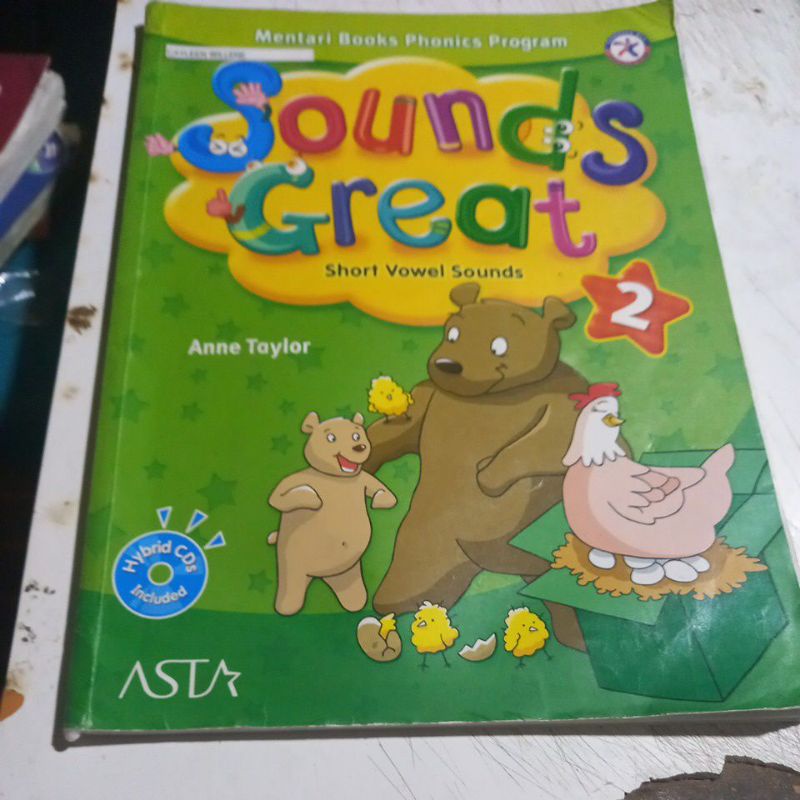 Mentari Books Phonics Program
Sounds
Great
Short Vowel Sounds
2
Anne Taylor
Hybrid CDs
Included
ASTA